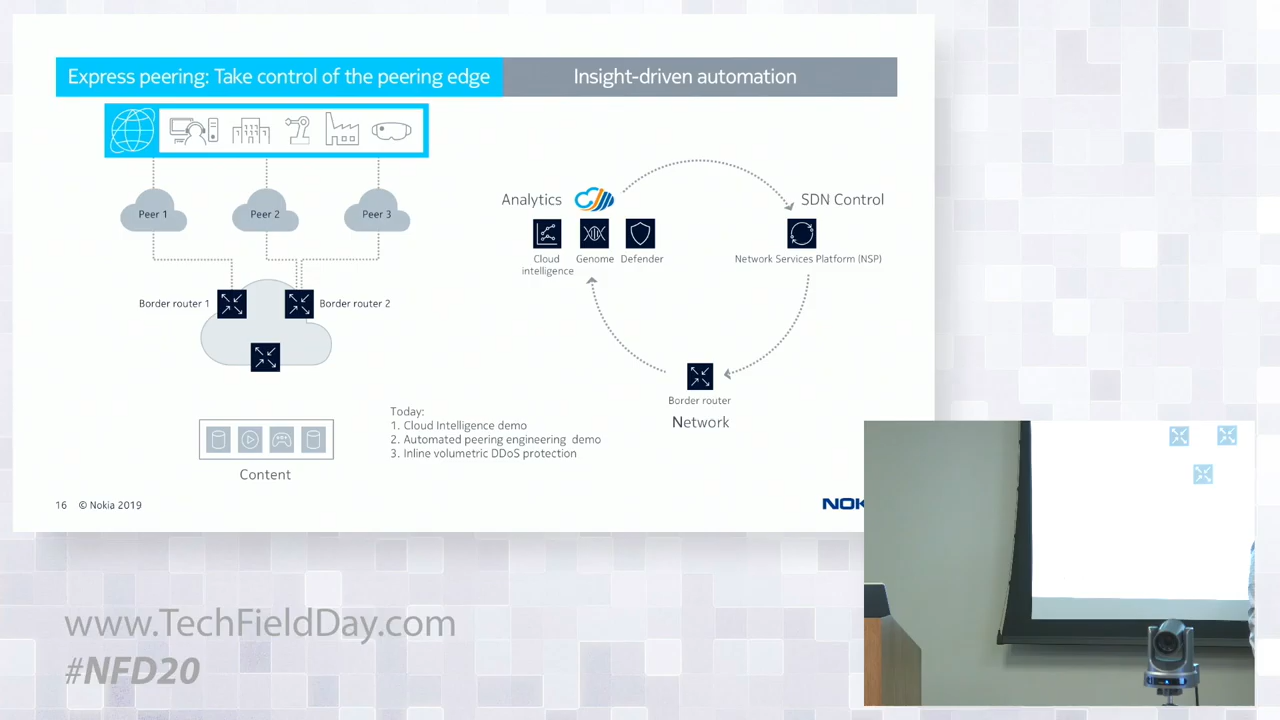 Express peering: Take control of the peering edge
Insight-driven automation
Peer 1
Peer 2
Peer 3
Border router 1
Border router 2
Content
Today:
1. Cloud Intelligence demo
2. Automated peering engineering demo
3. Inline volumetric DDoS protection
Analytics
Cloud
intelligence
Genome
Defender
SDN Control
Network Services Platform (NSP)
Border router
Network
16 © Nokia 2019
NOK
www.TechFieldDay.com
#NFD20